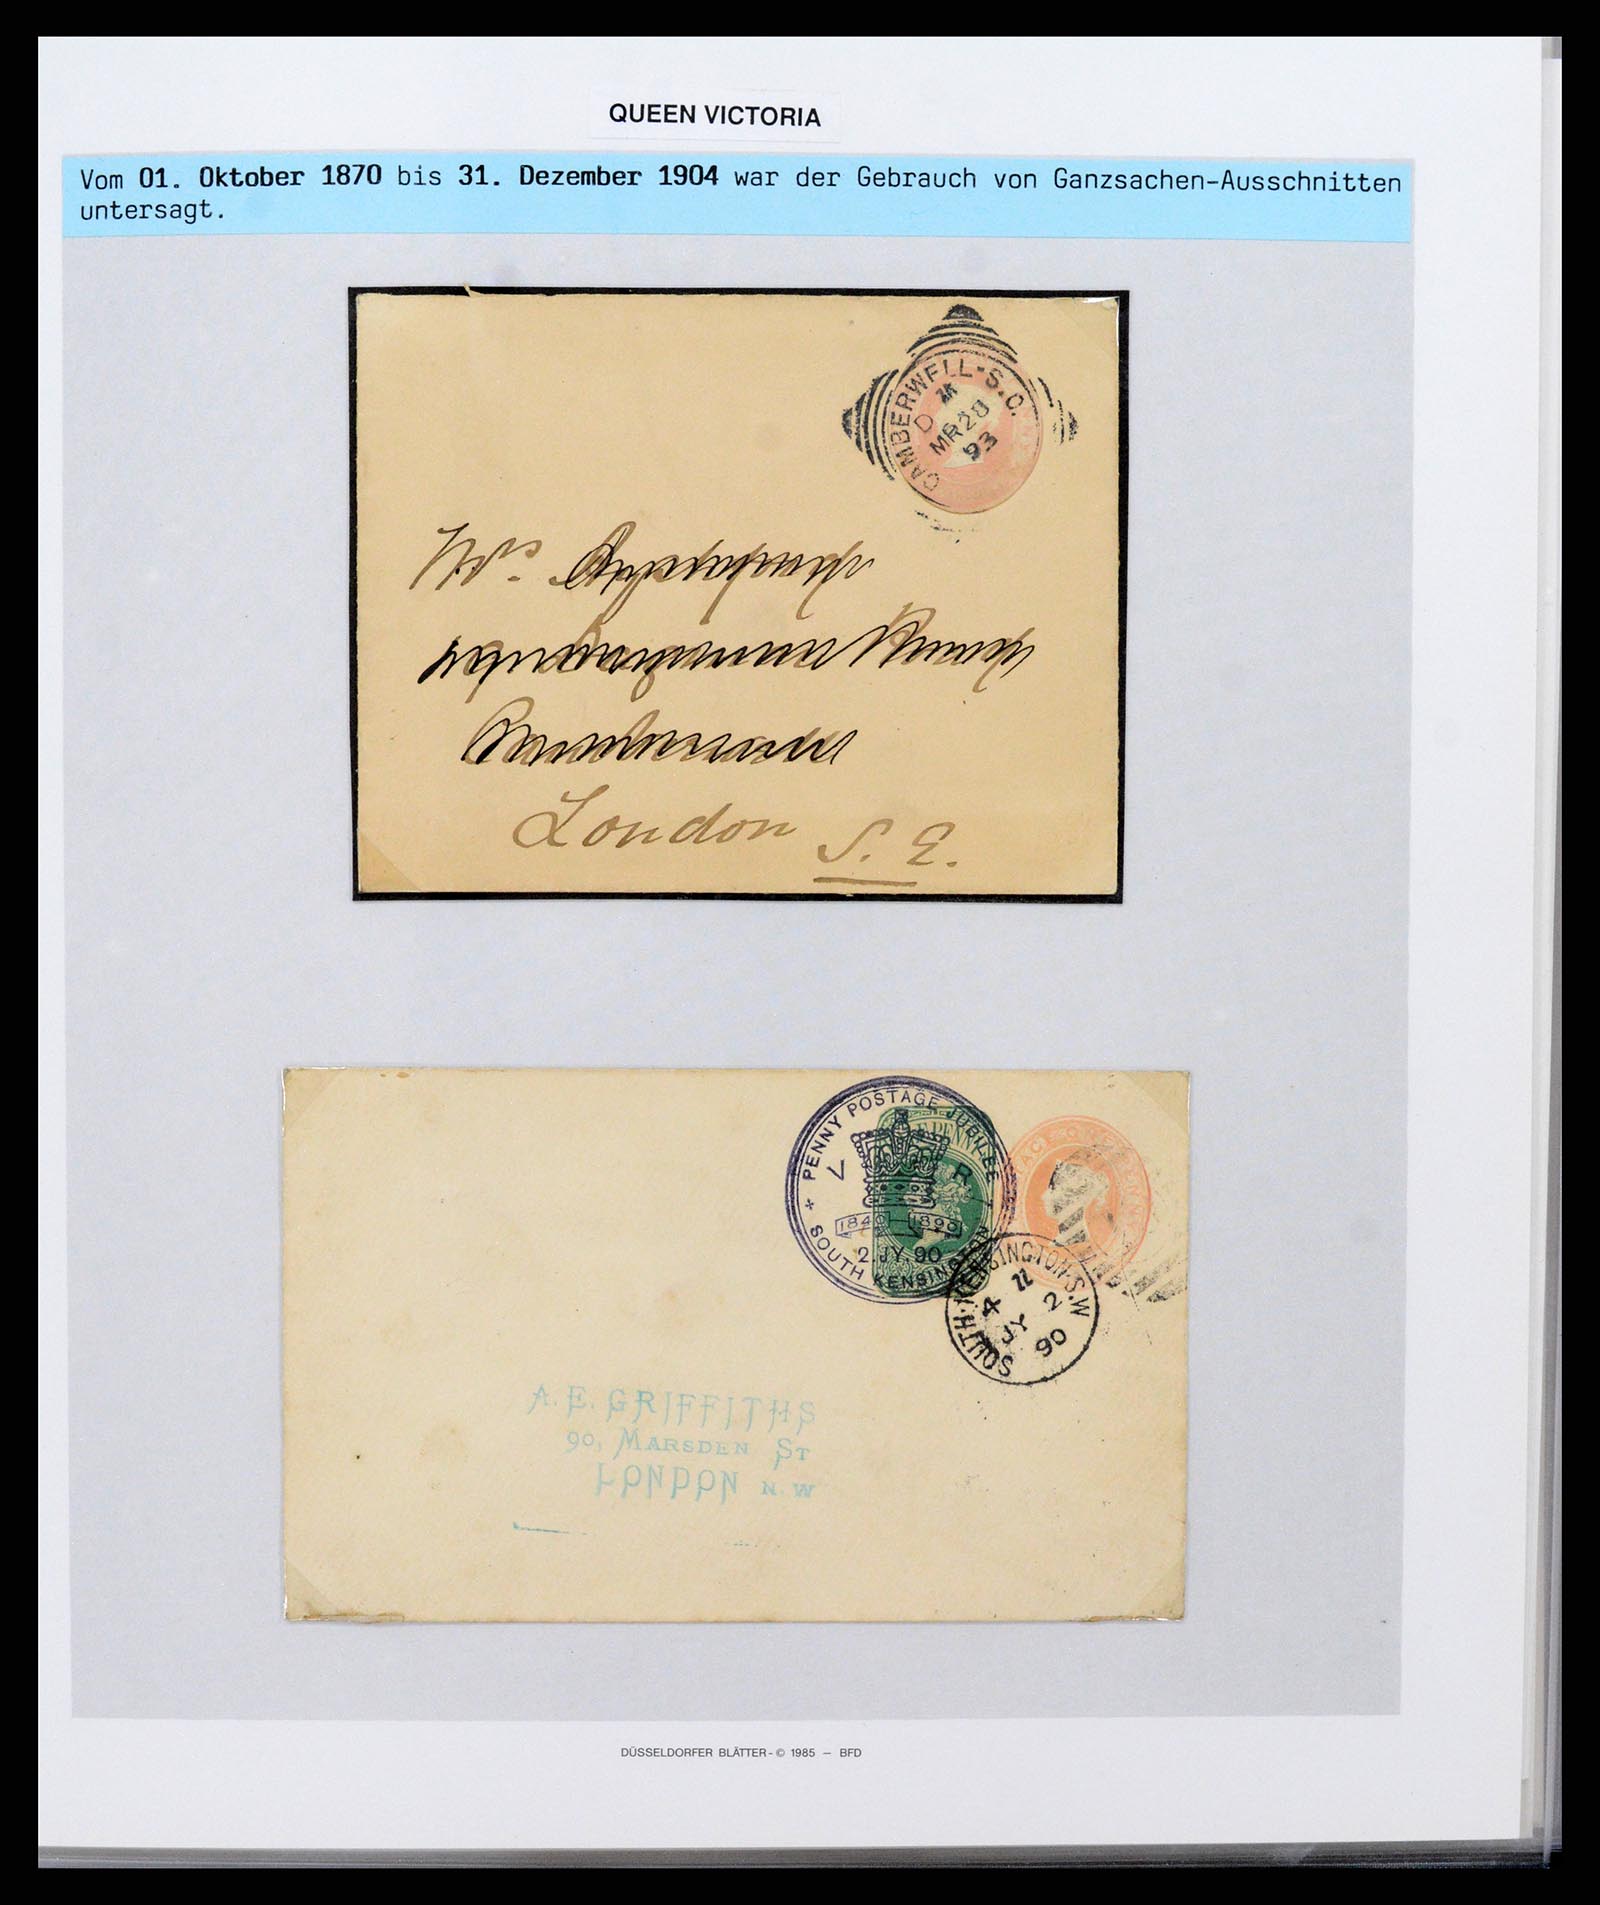 QUEEN VICTORIA
Vom 01. Oktober 1870 bis 31. Dezember 1904 war der Gebrauch von Ganzsachen-Ausschnitten
untersagt.
CAMBERWELL-S.O.
D
MR 28
93
Mrs.
London S. E.
PENNY POSTAGE JUBILEE
V R
1840 1890
2.JY.90
SOUTH KENSINGTON
SOUTH.KENSINGTON.S.W
4
JY 2
90
A. E. GRIFFITHS
90, MARSDEN ST
LONDON N. W
DÜSSELDORFER BLÄTTER - © 1985 — BFD